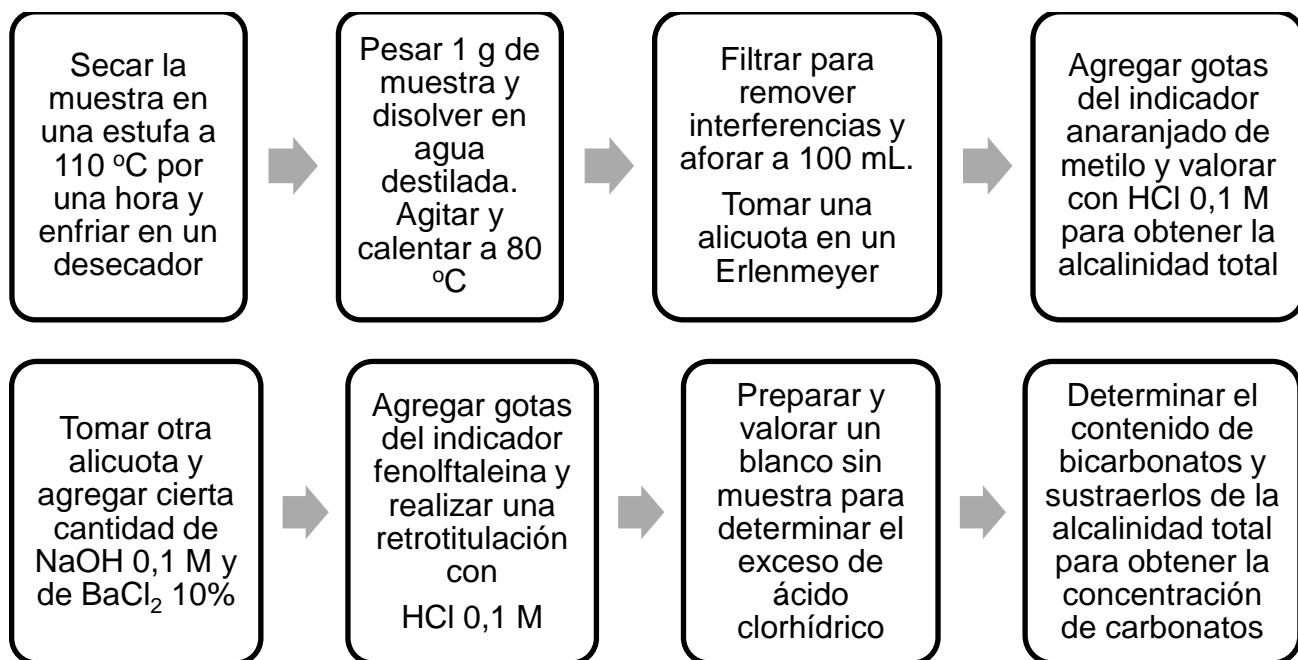 Secar la
muestra en
una estufa a
110 ºC por
una hora y
enfriar en un
desecador
Pesar 1 g de
muestra y
disolver en
agua
destilada.
Agitar y
calentar a 80
ºC
Filtrar para
remover
interferencias y
aforar a 100 mL.
Tomar una
alicuota en un
Erlenmeyer
Agregar gotas
del indicador
anaranjado de
metilo y valorar
con HCl 0,1 M
para obtener la
alcalinidad total
Tomar otra
alicuota y
agregar cierta
cantidad de
NaOH 0,1 M y
de BaCl₂ 10%
Agregar gotas
del indicador
fenolftaleina y
realizar una
retrotitulación
con
HCl 0,1 M
Preparar y
valorar un
blanco sin
muestra para
determinar el
exceso de
ácido
clorhídrico
Determinar el
contenido de
bicarbonatos y
sustraerlos de la
alcalinidad total
para obtener la
concentración
de carbonatos